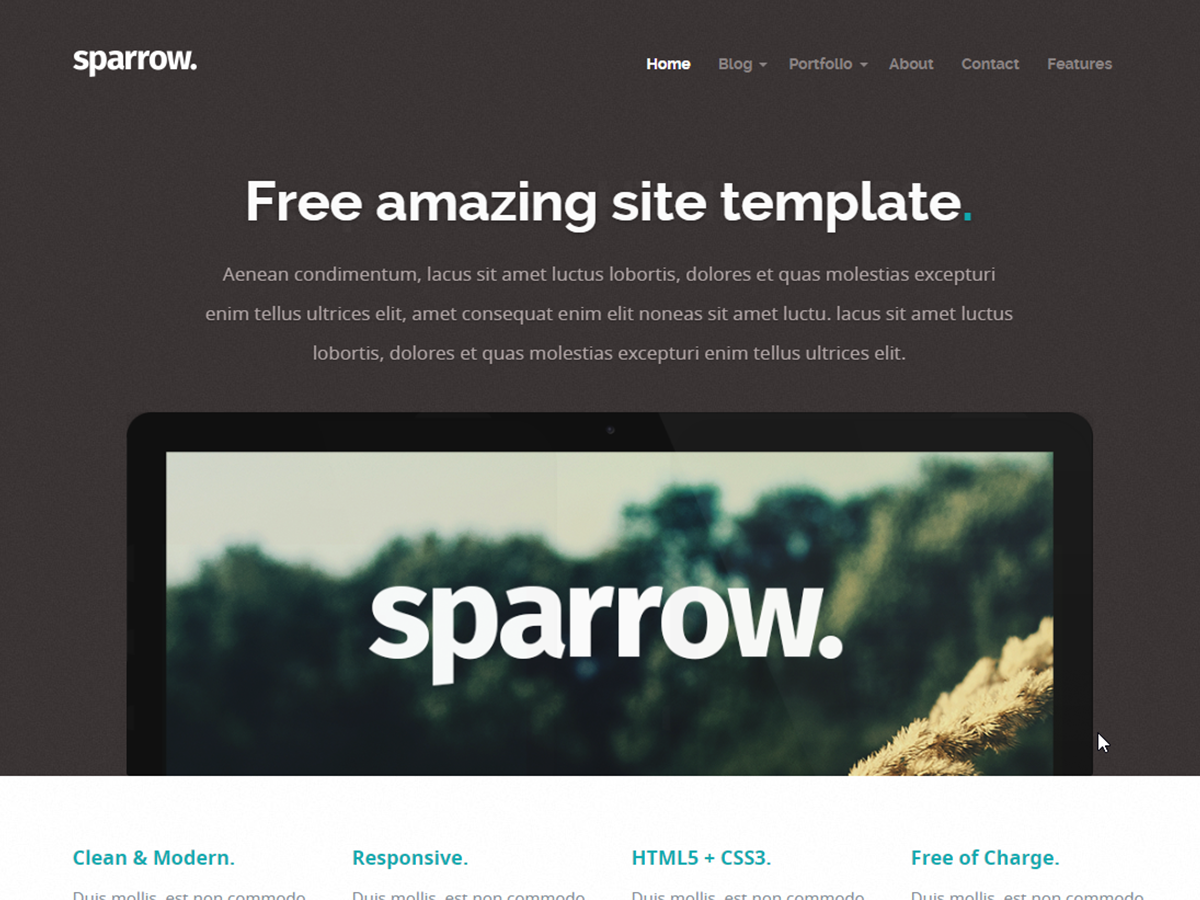 sparrow.
Home Blog Portfolio About Contact Features
Free amazing site template.
Aenean condimentum, lacus sit amet luctus lobortis, dolores et quas molestias excepturi
enim tellus ultrices elit, amet consequat enim elit noneas sit amet luctu. lacus sit amet luctus
lobortis, dolores et quas molestias excepturi enim tellus ultrices elit.
sparrow.
Clean & Modern. Responsive. HTML5 + CSS3. Free of Charge.
Duis mollis, est non commodo Duis mollis, est non commodo Duis mollis, est non commodo Duis mollis, est non commodo